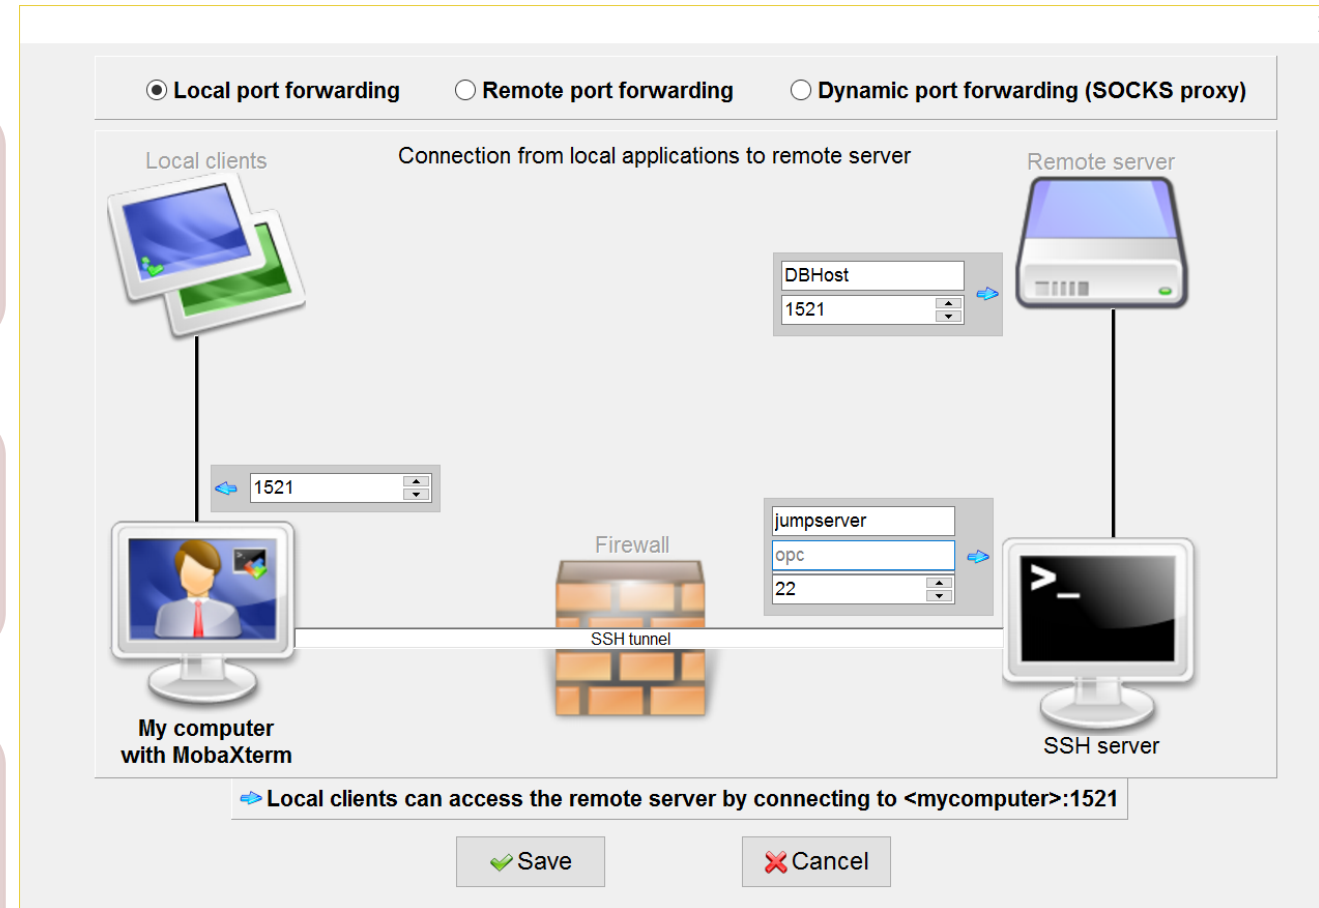 Local port forwarding
Remote port forwarding
Dynamic port forwarding (SOCKS proxy)
Local clients
Connection from local applications to remote server
Remote server
DBHost
1521
1521
jumpserver
opc
22
Firewall
SSH tunnel
My computer
with MobaXterm
SSH server
Local clients can access the remote server by connecting to <mycomputer>:1521
Save
Cancel